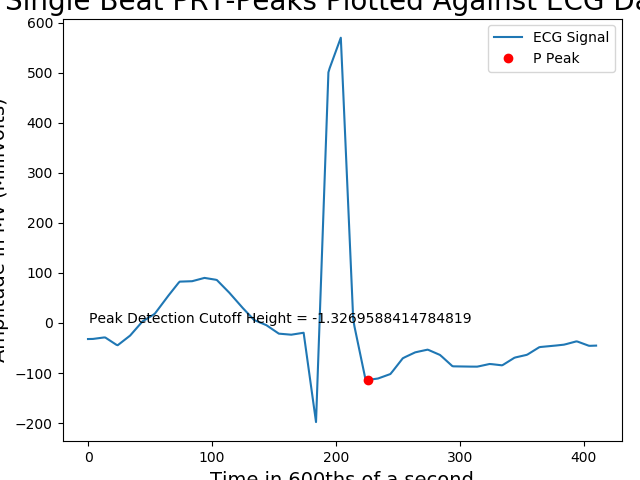 Single Beat PRT-Peaks Plotted Against ECG Da
ECG Signal
P Peak
Amplitude in MV (Millivolts)
600
500
400
300
200
100
0
−100
−200
Peak Detection Cutoff Height = -1.3269588414784819
0 100 200 300 400
Time in 600ths of a second